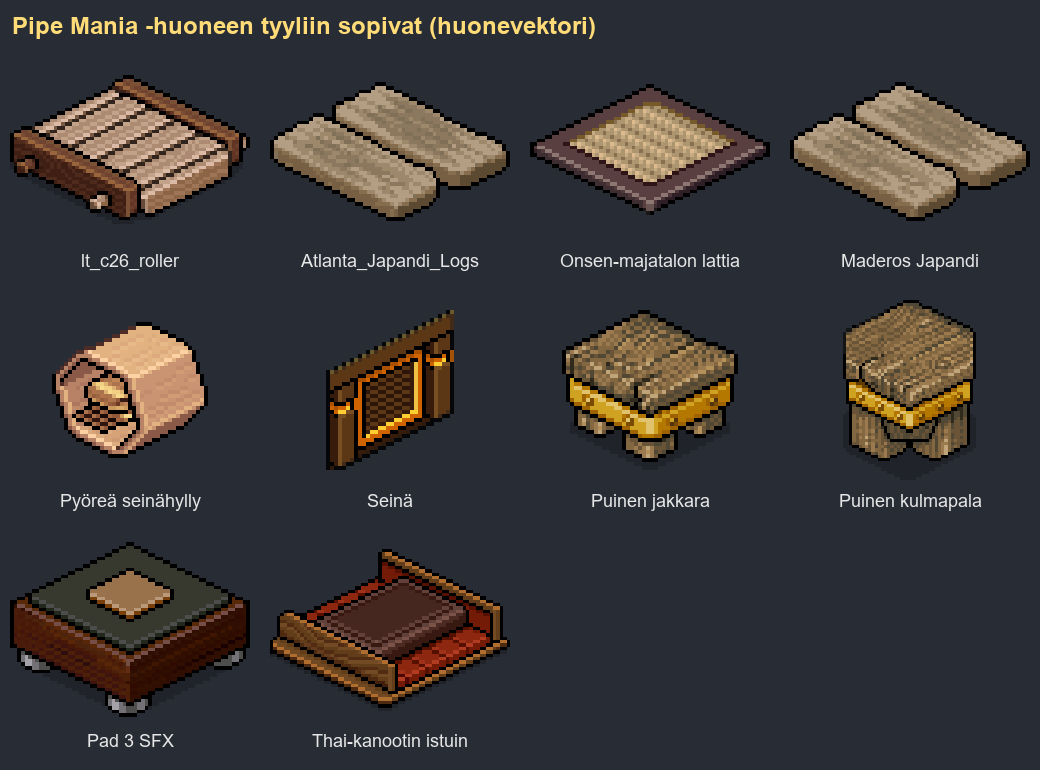 Pipe Mania -huoneen tyyliin sopivat (huonevektori)
lt_c26_roller
Atlanta_Japandi_Logs
Onsen-majatalon lattia
Maderos Japandi
Pyöreä seinähylly
Seinä
Puinen jakkara
Puinen kulmapala
Pad 3 SFX
Thai-kanootin istuin